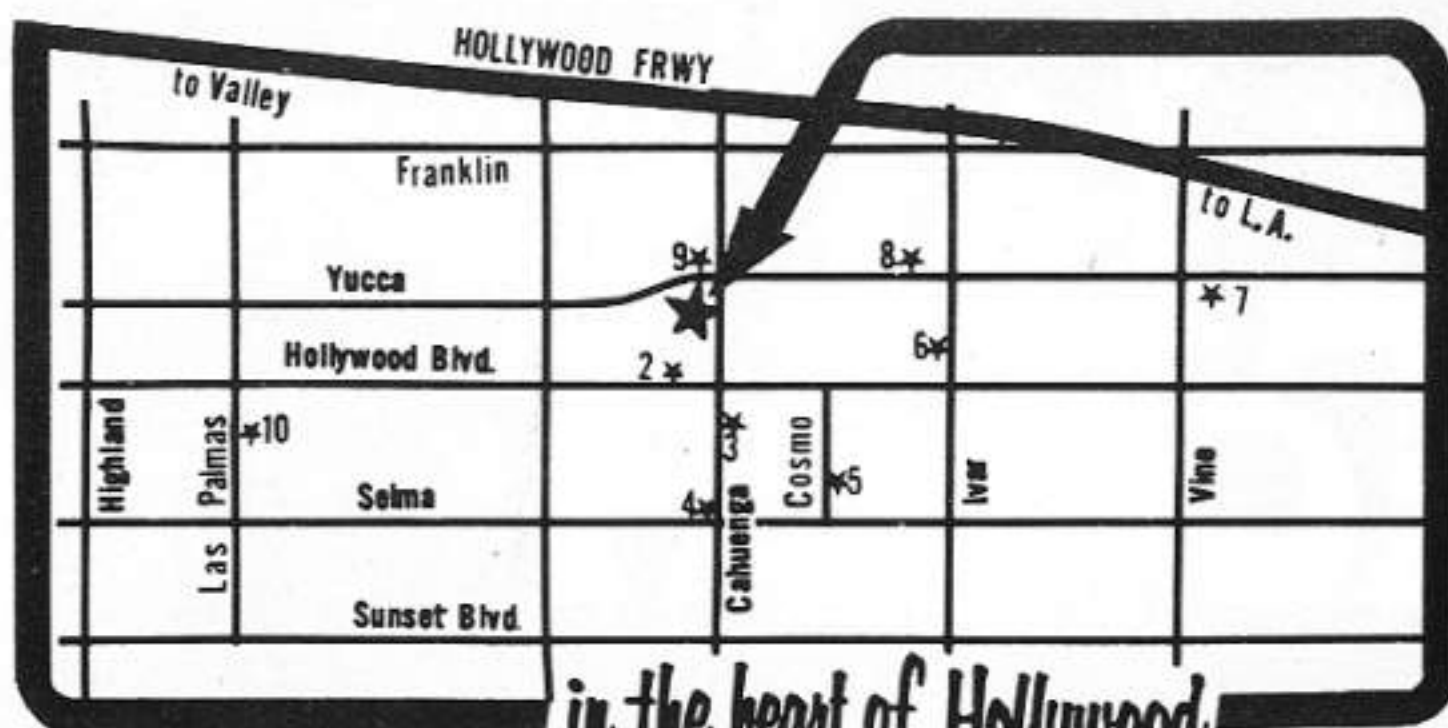 HOLLYWOOD FRWY
to Valley
Franklin
to L.A.
9
8
Yucca
7
Hollywood Blvd.
6
2
Highland
Las Palmas
10
3
Cosmo
5
Ivar
Vine
Selma
4
Cahuenga
Sunset Blvd.
in the heart of Hollywood